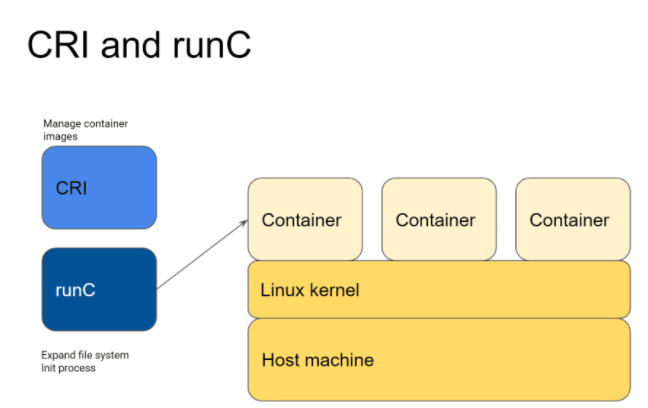 CRI and runC
Manage container
images
CRI
runC
Expand file system
Init process
Container
Container
Container
Linux kernel
Host machine